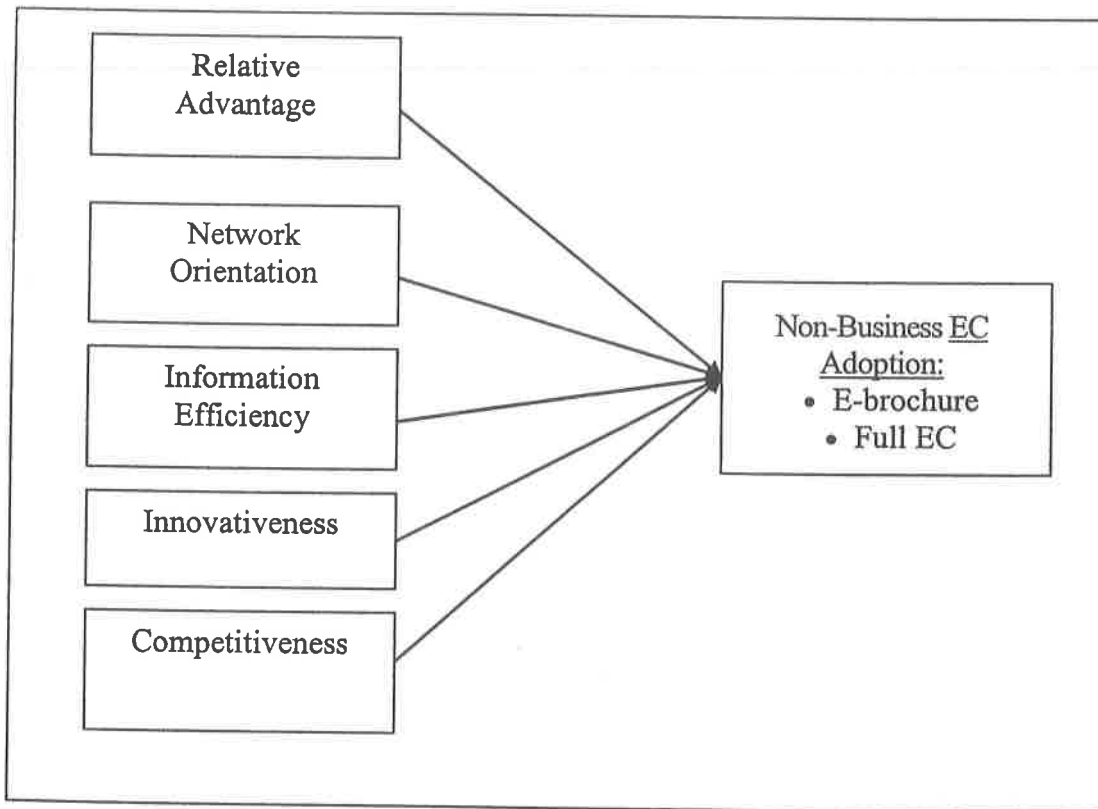 Relative
Advantage
Network
Orientation
Information
Efficiency
Innovativeness
Competitiveness
Non-Business EC
Adoption:
• E-brochure
• Full EC